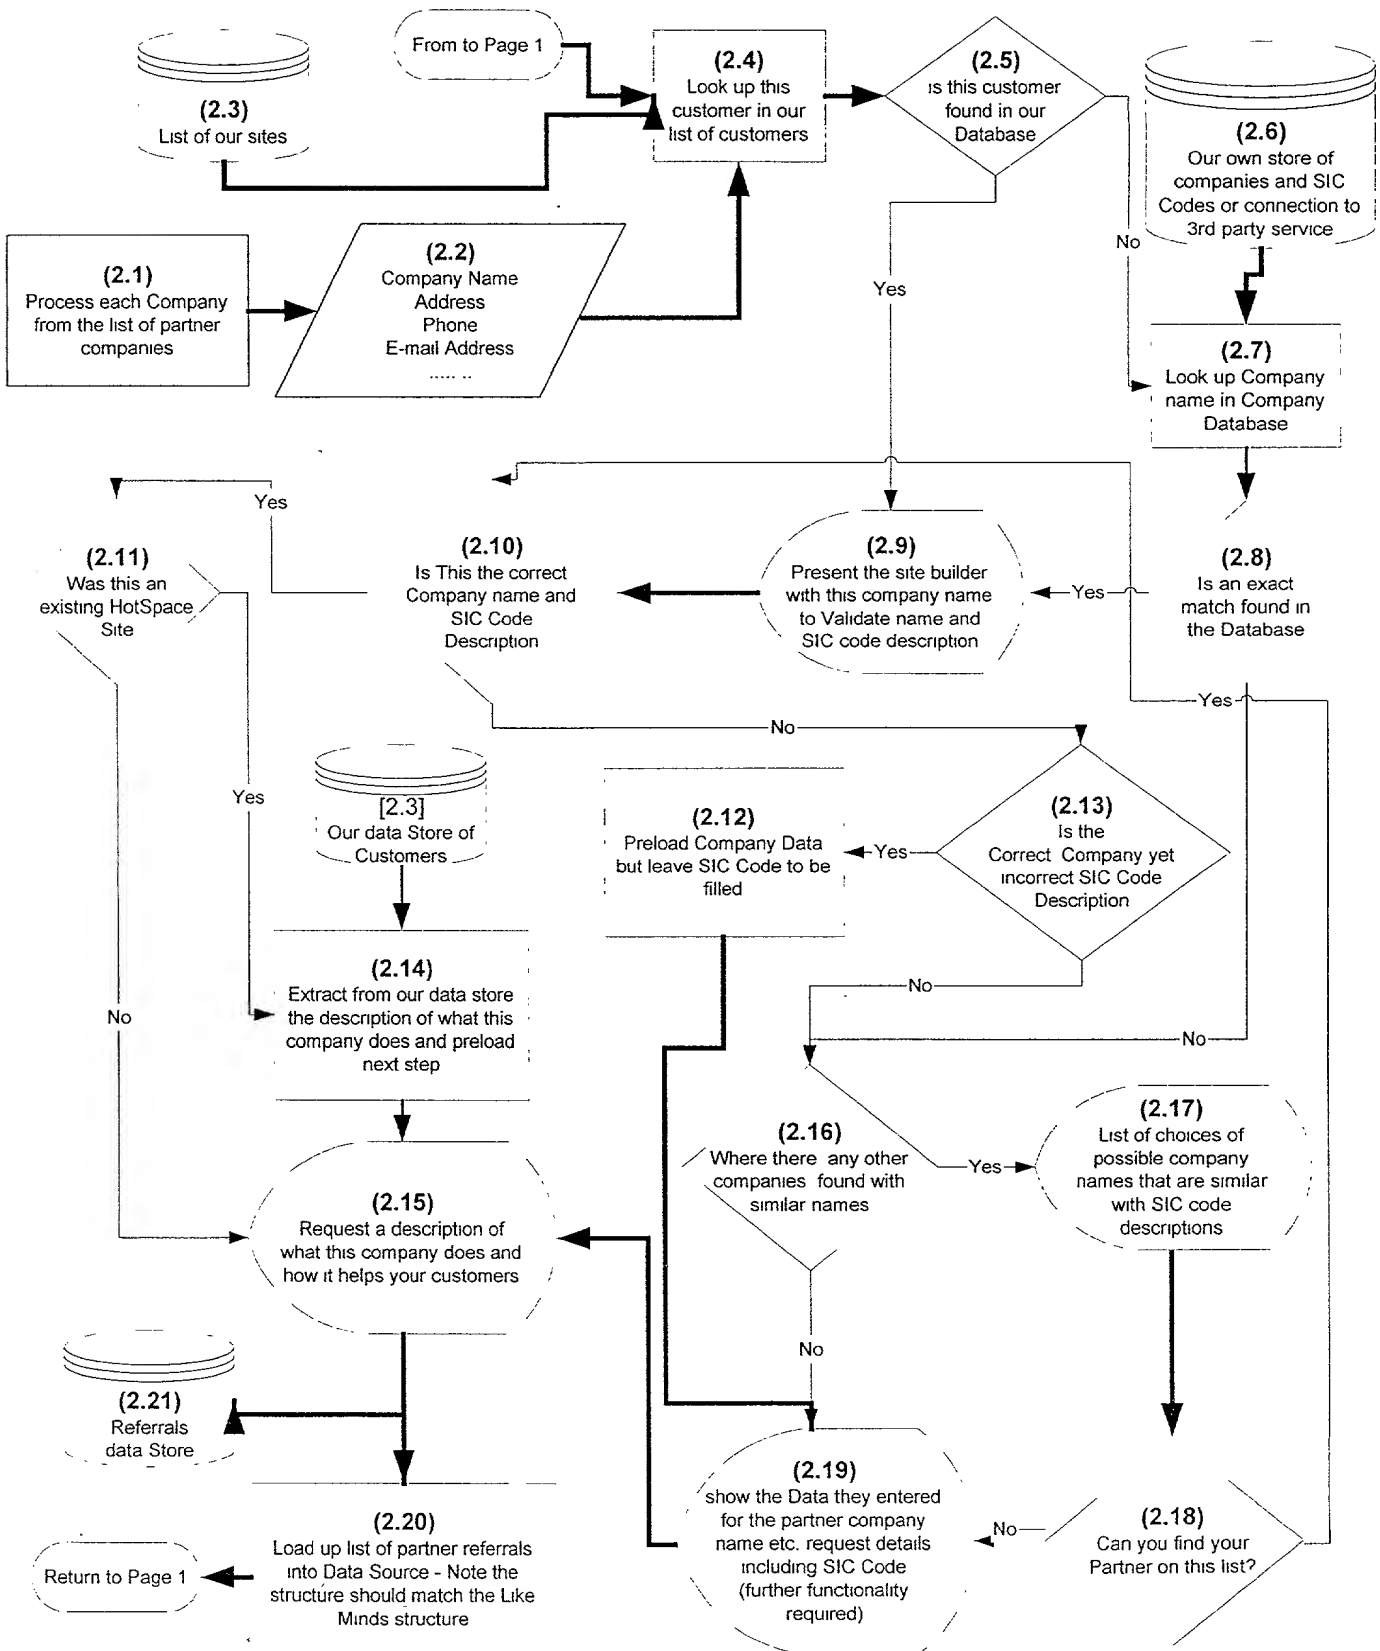 From to Page 1
(2.3)
List of our sites
(2.4)
Look up this
customer in our
list of customers
(2.5)
is this customer
found in our
Database
(2.6)
Our own store of
companies and SIC
Codes or connection to
3rd party service
(2.1)
Process each Company
from the list of partner
companies
(2.2)
Company Name
Address
Phone
E-mail Address
.......
Yes
No
(2.7)
Look up Company
name in Company
Database
Yes
(2.11)
Was this an
existing HotSpace
Site
(2.10)
Is This the correct
Company name and
SIC Code
Description
(2.9)
Present the site builder
with this company name
to Validate name and
SIC code description
Yes
(2.8)
Is an exact
match found in
the Database
Yes
No
Yes
[2.3]
Our data Store of
Customers
(2.12)
Preload Company Data
but leave SIC Code to be
filled
Yes
(2.13)
Is the
Correct Company yet
incorrect SIC Code
Description
No
No
No
(2.14)
Extract from our data store
the description of what this
company does and preload
next step
(2.15)
Request a description of
what this company does and
how it helps your customers
(2.16)
Where there any other
companies found with
similar names
Yes
(2.17)
List of choices of
possible company
names that are similar
with SIC code
descriptions
No
(2.21)
Referrals
data Store
(2.20)
Load up list of partner referrals
into Data Source - Note the
structure should match the Like
Minds structure
Return to Page 1
(2.19)
show the Data they entered
for the partner company
name etc. request details
including SIC Code
(further functionality
required)
No
(2.18)
Can you find your
Partner on this list?